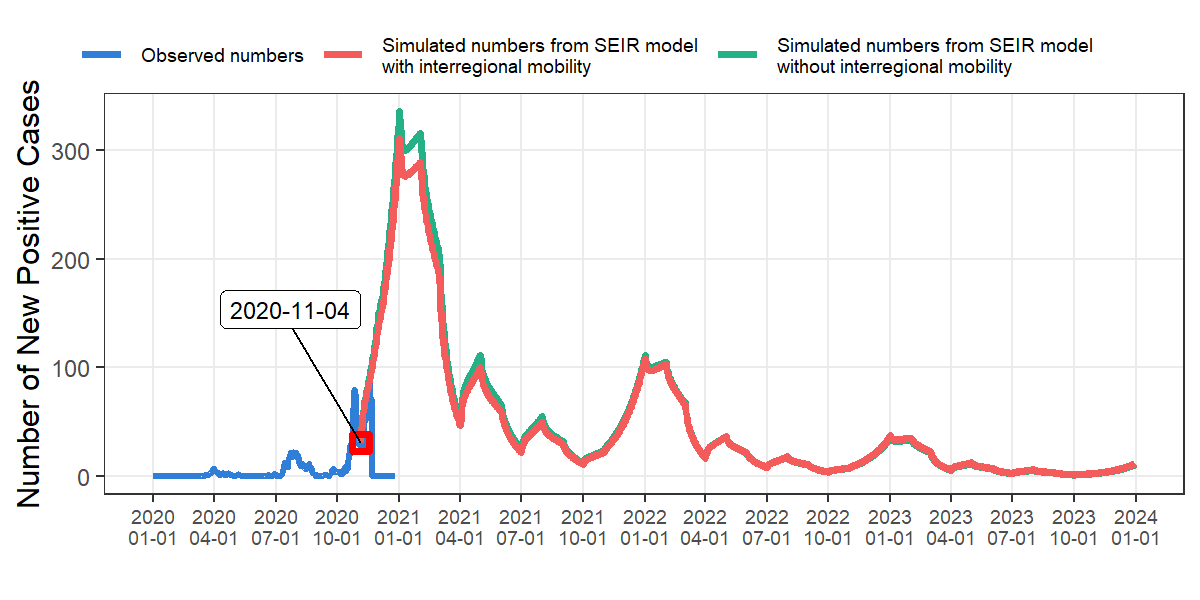 Observed numbers
Simulated numbers from SEIR model
with interregional mobility
Simulated numbers from SEIR model
without interregional mobility
Number of New Positive Cases
300
200
100
0
2020-11-04
2020 2020 2020 2020 2021 2021 2021 2021 2022 2022 2022 2022 2023 2023 2023 2023 2024
01-01 04-01 07-01 10-01 01-01 04-01 07-01 10-01 01-01 04-01 07-01 10-01 01-01 04-01 07-01 10-01 01-01